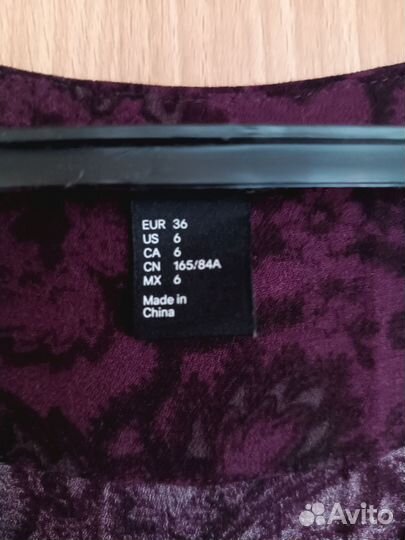 EUR 36
US 6
CA 6
CN 165/84A
MX 6
Made in
China
Avito